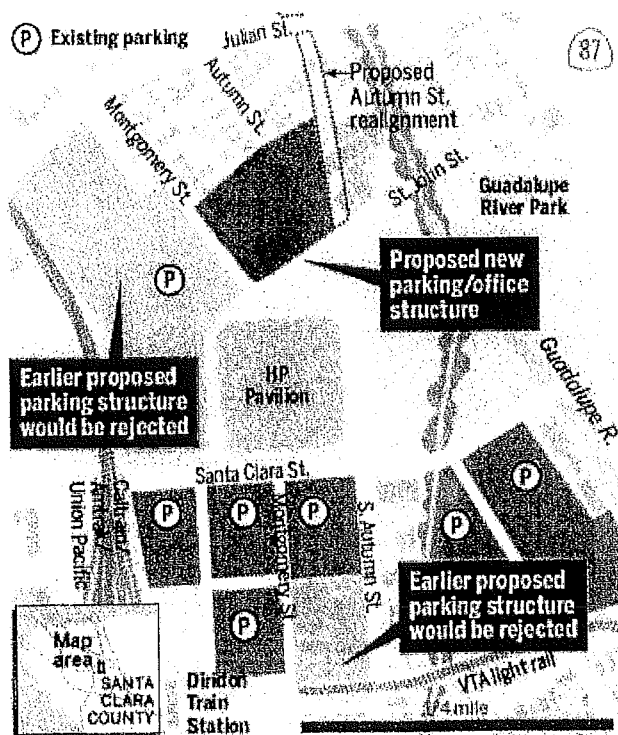 P Existing parking
Julian St.
87
Autumn St.
Proposed
Autumn St.
realignment
Montgomery St.
St. John St.
Guadalupe
River Park
P
Proposed new
parking/office
structure
Earlier proposed
parking structure
would be rejected
HP
Pavilion
Guadalupe R.
Santa Clara St.
Caltrain/
Amtrak/
Union Pacific
P
P
P
P
P
Montgomery St.
S. Autumn St.
Earlier proposed
parking structure
would be rejected
P
Map
area
SANTA
CLARA
COUNTY
Diridon
Train
Station
VTA light rail
1/4 mile